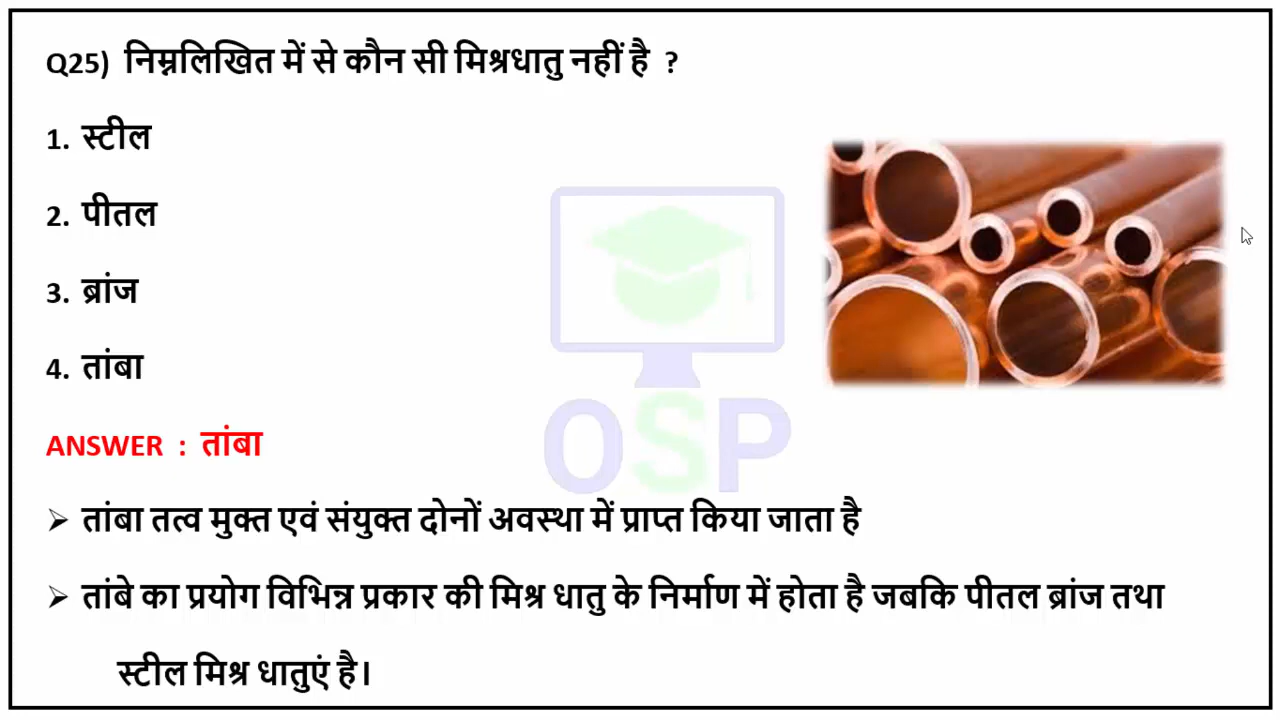 Q25) निम्नलिखित में से कौन सी मिश्रधातु नहीं है ?
1. स्टील
2. पीतल
3. ब्रांज
4. तांबा
OSP
ANSWER : तांबा
➢ तांबा तत्व मुक्त एवं संयुक्त दोनों अवस्था में प्राप्त किया जाता है
➢ तांबे का प्रयोग विभिन्न प्रकार की मिश्र धातु के निर्माण में होता है जबकि पीतल ब्रांज तथा
स्टील मिश्र धातुएं है।